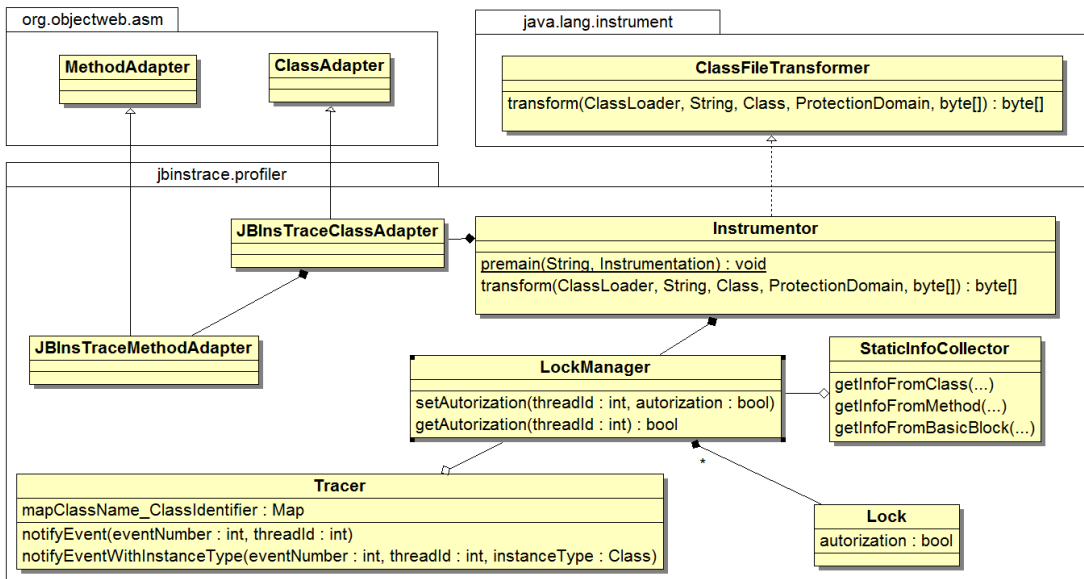 org.objectweb.asm
java.lang.instrument
MethodAdapter
ClassAdapter
ClassFileTransformer
transform(ClassLoader, String, Class, ProtectionDomain, byte[]) : byte[]
jbinstrace.profiler
JBInsTraceClassAdapter
Instrumentor
premain(String, Instrumentation) : void
transform(ClassLoader, String, Class, ProtectionDomain, byte[]) : byte[]
JBInsTraceMethodAdapter
LockManager
setAutorization(threadId : int, autorization : bool)
getAutorization(threadId : int) : bool
StaticInfoCollector
getInfoFromClass(...)
getInfoFromMethod(...)
getInfoFromBasicBlock(...)
*
Tracer
mapClassName_ClassIdentifier : Map
notifyEvent(eventNumber : int, threadId : int)
notifyEventWithInstanceType(eventNumber : int, threadId : int, instanceType : Class)
Lock
autorization : bool